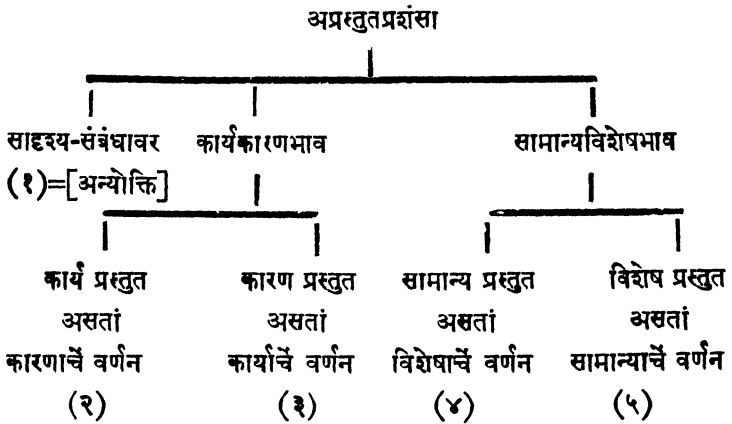 अप्रस्तुतप्रशंसा
सादृश्य-संबंधावर कार्यकारणभाव सामान्यविशेषभाव
(१)=[अन्योक्ति]
कार्य प्रस्तुत कारण प्रस्तुत सामान्य प्रस्तुत विशेष प्रस्तुत
असतां असतां असतां असतां
कारणाचें वर्णन कार्याचें वर्णन विशेषाचें वर्णन सामान्याचें वर्णन
(२) (३) (४) (५)